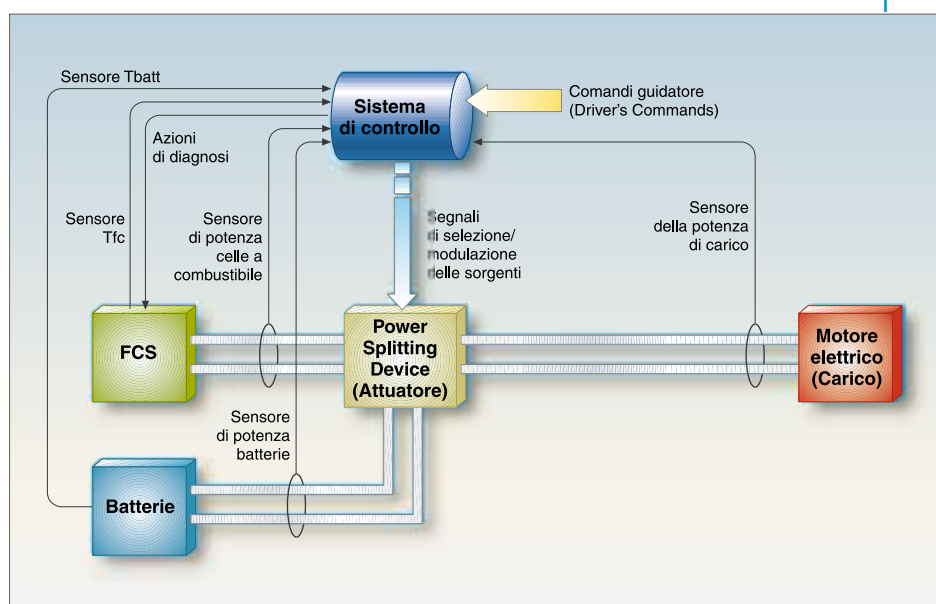 Sensore Tbatt
Sistema
di controllo
Comandi guidatore
(Driver's Commands)
Azioni
di diagnosi
Sensore
Tfc
Sensore
di potenza
celle a
combustibile
Segnali
di selezione/
modulazione
delle sorgenti
Sensore
della potenza
di carico
FCS
Power
Splitting
Device
(Attuatore)
Motore
elettrico
(Carico)
Sensore
di potenza
batterie
Batterie